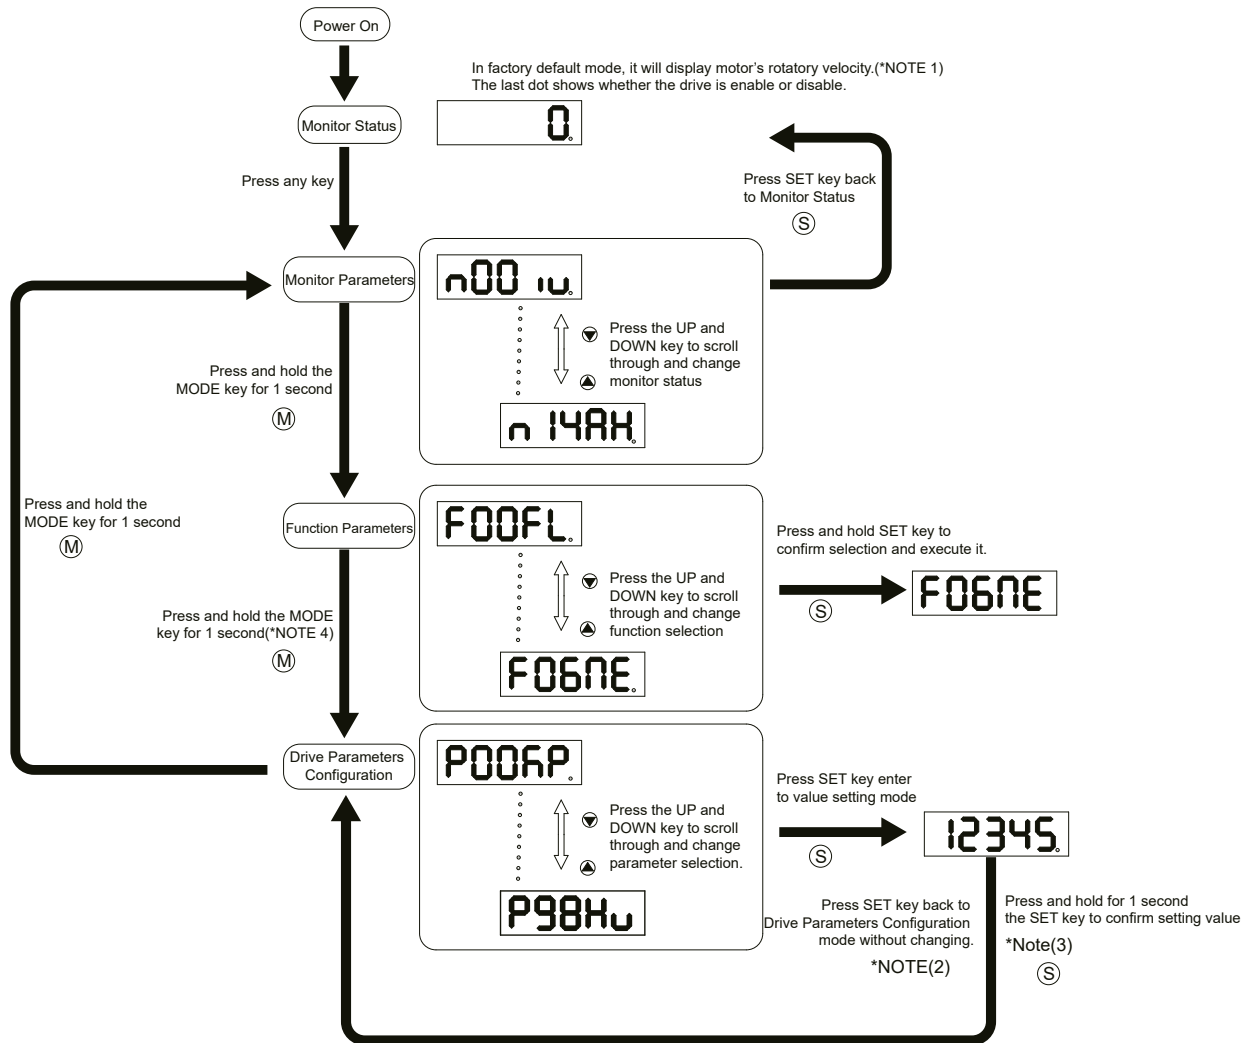 Power On
In factory default mode, it will display motor's rotatory velocity.(*NOTE 1)
The last dot shows whether the drive is enable or disable.
Monitor Status
0.
Press any key
Press SET key back
to Monitor Status
S
Monitor Parameters
n00 iu.
Press the UP and
DOWN key to scroll
through and change
monitor status
n 14AH.
Press and hold the
MODE key for 1 second
M
Press and hold the
MODE key for 1 second
M
Function Parameters
F00FL.
Press the UP and
DOWN key to scroll
through and change
function selection
F06ME.
Press and hold SET key to
confirm selection and execute it.
S
F06ME
Press and hold the MODE
key for 1 second(*NOTE 4)
M
Drive Parameters
Configuration
P00hP.
Press the UP and
DOWN key to scroll
through and change
parameter selection.
P98Hu
Press SET key enter
to value setting mode
S
12345.
Press SET key back to
Drive Parameters Configuration
mode without changing.
*NOTE(2)
Press and hold for 1 second
the SET key to confirm setting value
*Note(3)
S